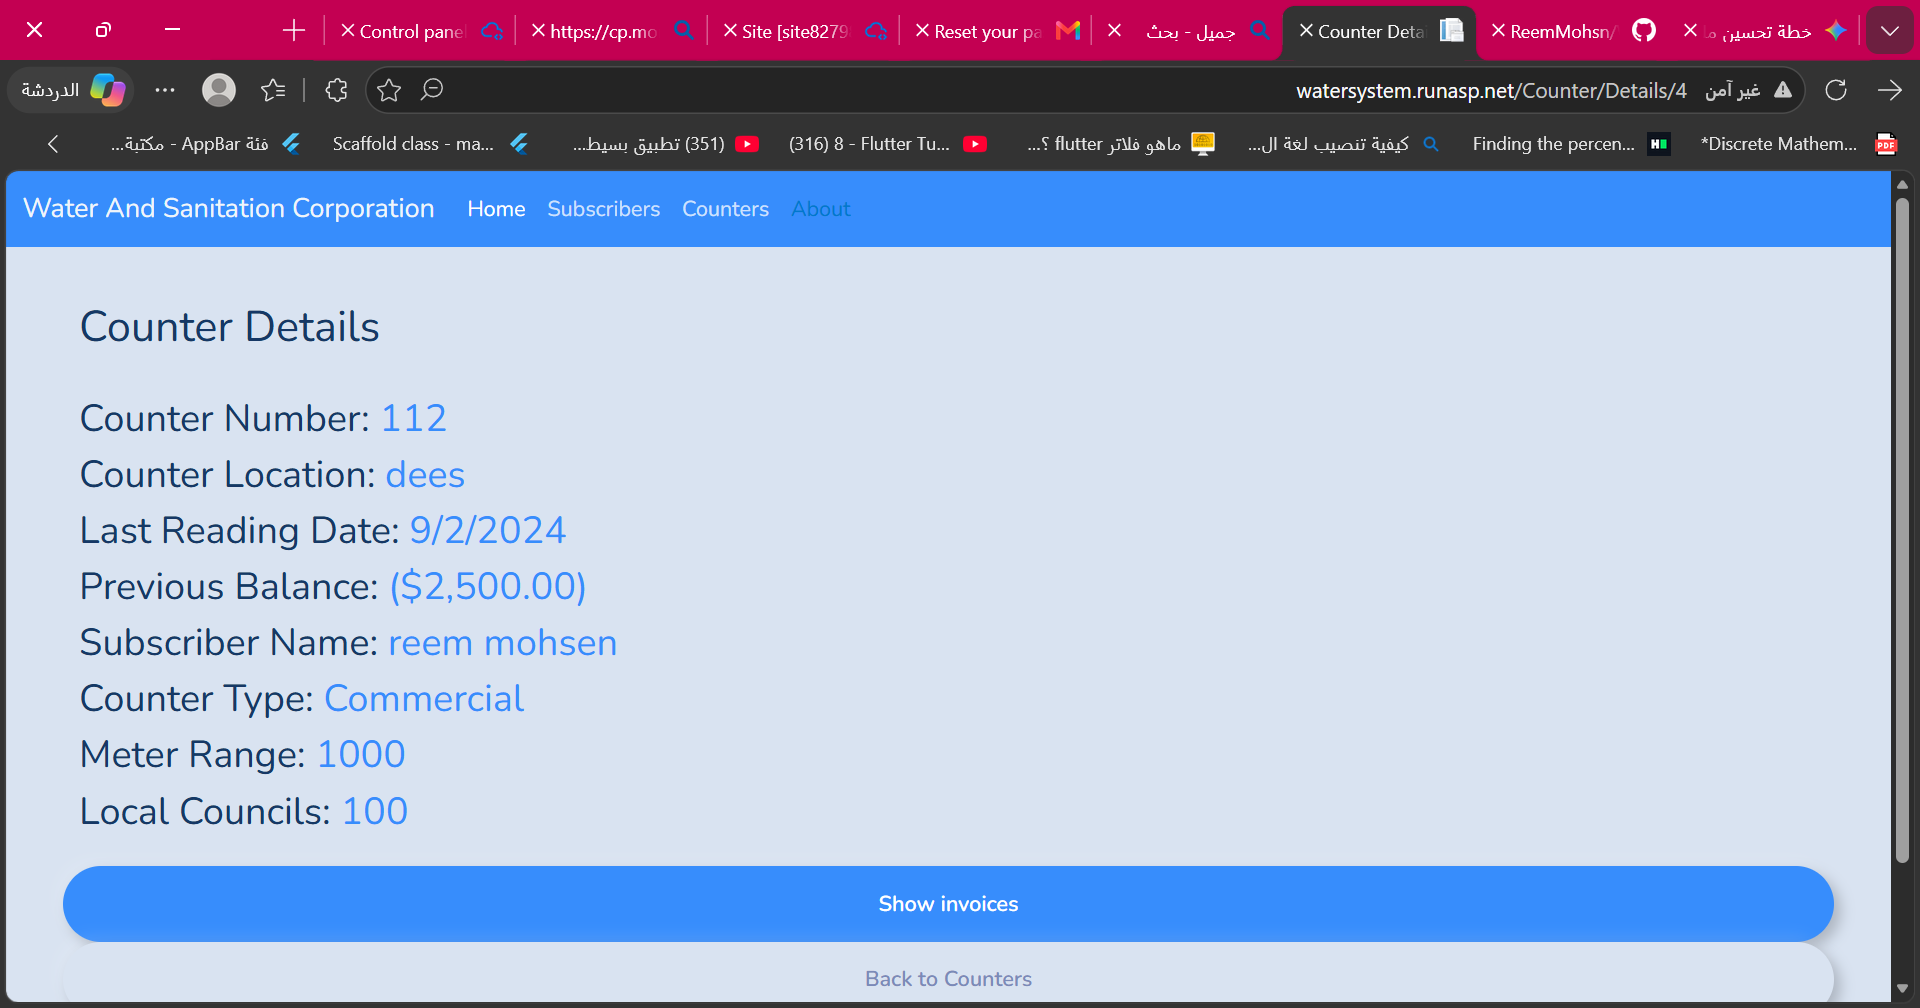 Control pane
https://cp.mo
Site [site8279
Reset your pa
جميل - بحث
Counter Deta
ReemMohsn/
خطة تحسين ما
الدردشة
watersystem.runasp.net/Counter/Details/4
غير آمن
فئة AppBar - مكتبة...
Scaffold class - ma...
(351) تطبيق بسيط...
(316) 8 - Flutter Tu...
ماهو فلاتر flutter ؟...
كيفية تنصيب لغة ال...
Finding the percen...
*Discrete Mathem...
PDF
Water And Sanitation Corporation
Home
Subscribers
Counters
About
Counter Details
Counter Number: 112
Counter Location: dees
Last Reading Date: 9/2/2024
Previous Balance: ($2,500.00)
Subscriber Name: reem mohsen
Counter Type: Commercial
Meter Range: 1000
Local Councils: 100
Show invoices
Back to Counters